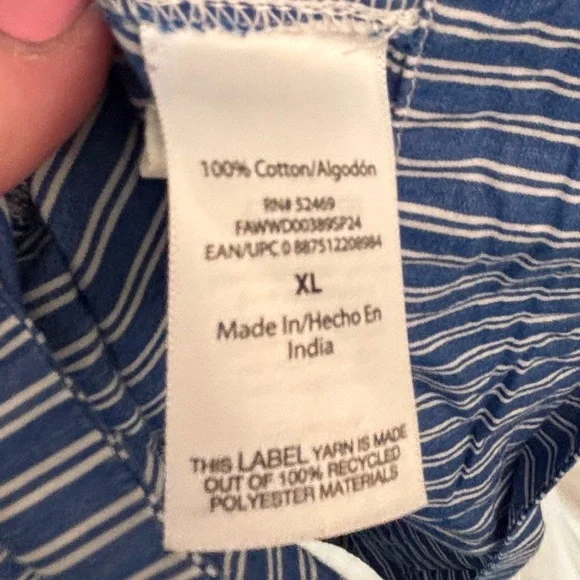 100% Cotton/Algodón
RN# 52469
FAWWD00389SP24
EAN/UPC 0 887512208984
XL
Made In/Hecho En
India
THIS LABEL YARN IS MADE
OUT OF 100% RECYCLED
POLYESTER MATERIALS